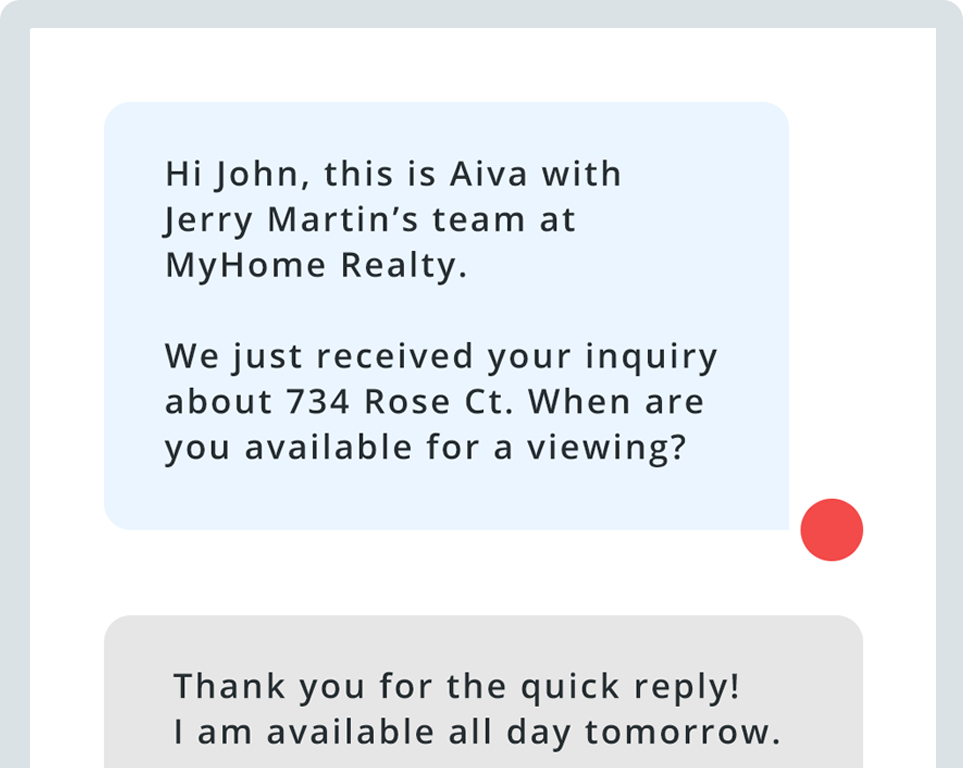 Hi John, this is Aiva with
Jerry Martin’s team at
MyHome Realty.
We just received your inquiry
about 734 Rose Ct. When are
you available for a viewing?
Thank you for the quick reply!
I am available all day tomorrow.